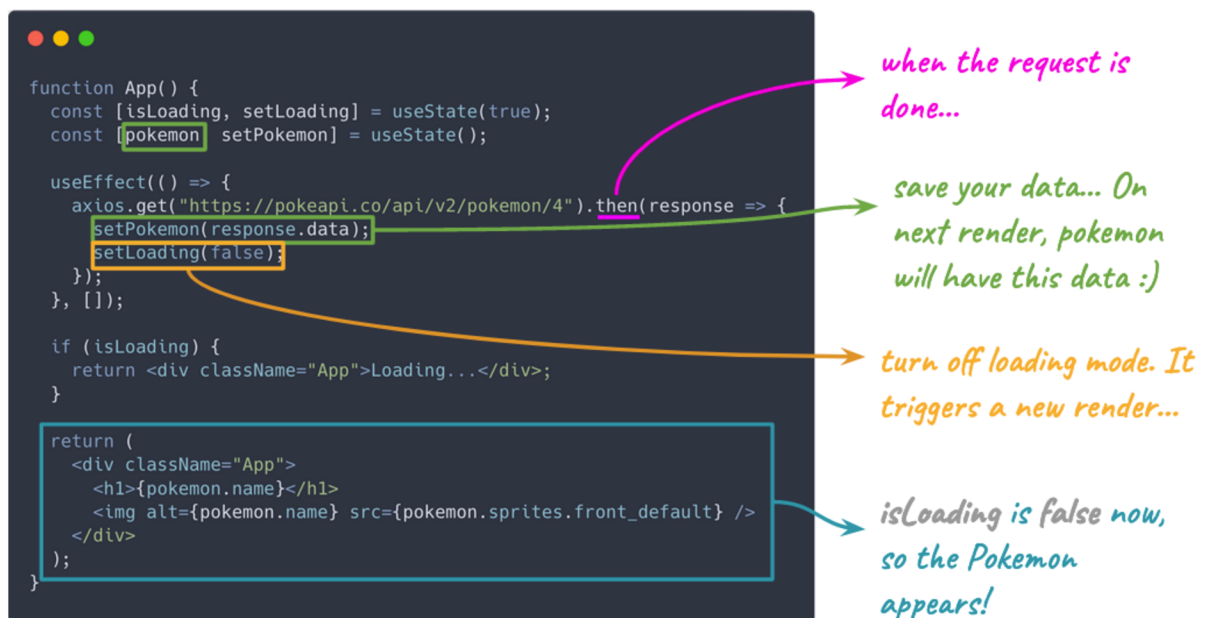 function App() {
const [isLoading, setLoading] = useState(true);
const [pokemon setPokemon] = useState();
useEffect(() => {
axios.get("https://pokeapi.co/api/v2/pokemon/4").then(response => {
setPokemon(response.data);
setLoading(false);
});
}, []);
if (isLoading) {
return <div className="App">Loading...</div>;
}
return (
<div className="App">
<h1>{pokemon.name}</h1>
<img alt={pokemon.name} src={pokemon.sprites.front_default} />
</div>
);
}
when the request is
done...
save your data... On
next render, pokemon
will have this data :)
turn off loading mode. It
triggers a new render...
isLoading is false now,
so the Pokemon
appears!